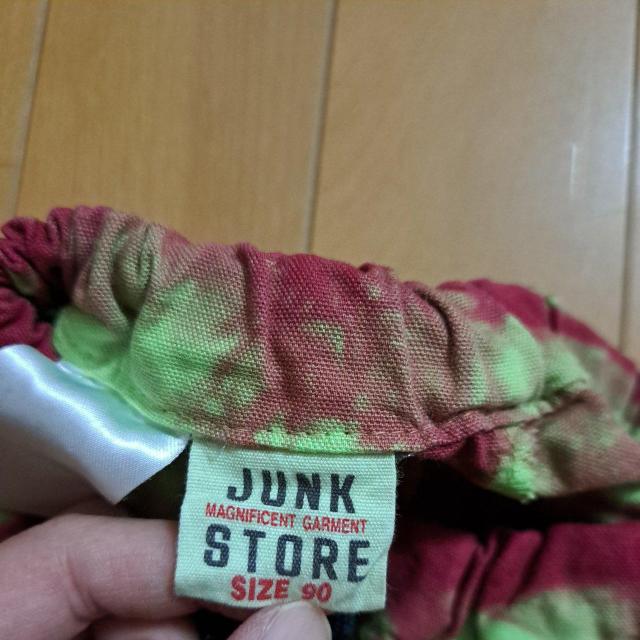 JUNK
MAGNIFICENT GARMENT
STORE
SIZE 90